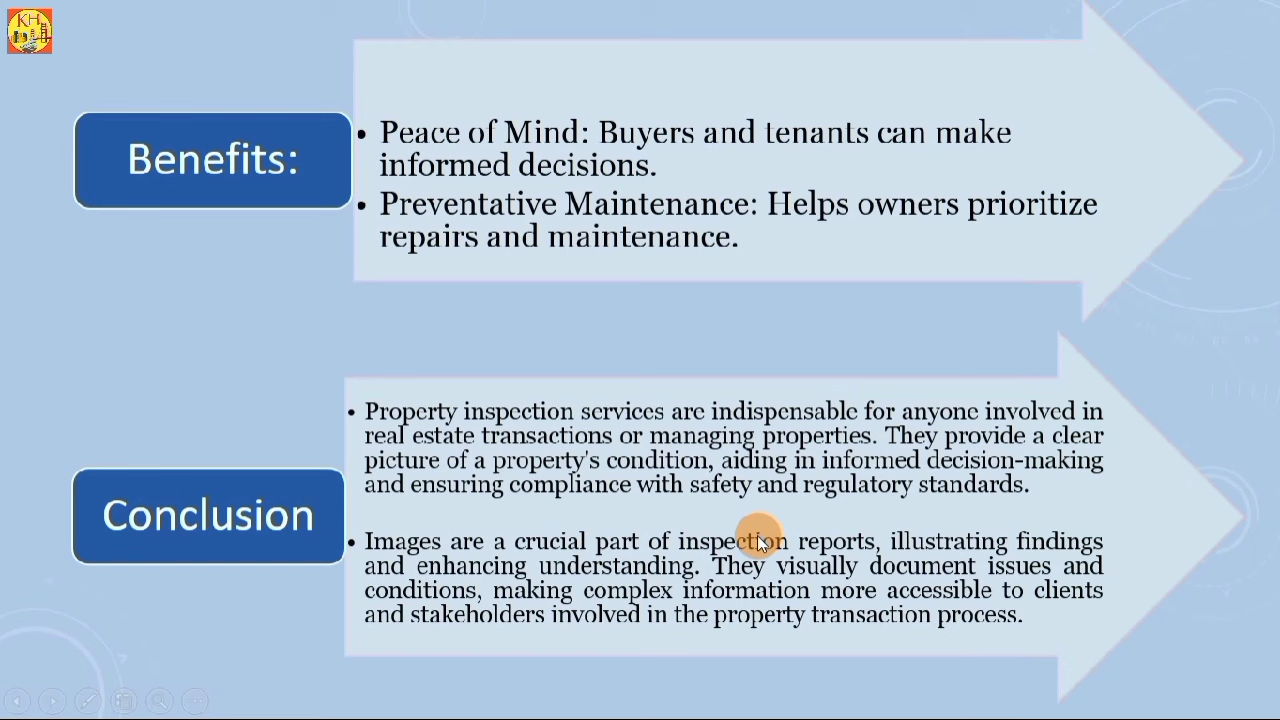 KH
Benefits:
• Peace of Mind: Buyers and tenants can make
informed decisions.
• Preventative Maintenance: Helps owners prioritize
repairs and maintenance.
Conclusion
• Property inspection services are indispensable for anyone involved in
real estate transactions or managing properties. They provide a clear
picture of a property's condition, aiding in informed decision-making
and ensuring compliance with safety and regulatory standards.
• Images are a crucial part of inspection reports, illustrating findings
and enhancing understanding. They visually document issues and
conditions, making complex information more accessible to clients
and stakeholders involved in the property transaction process.